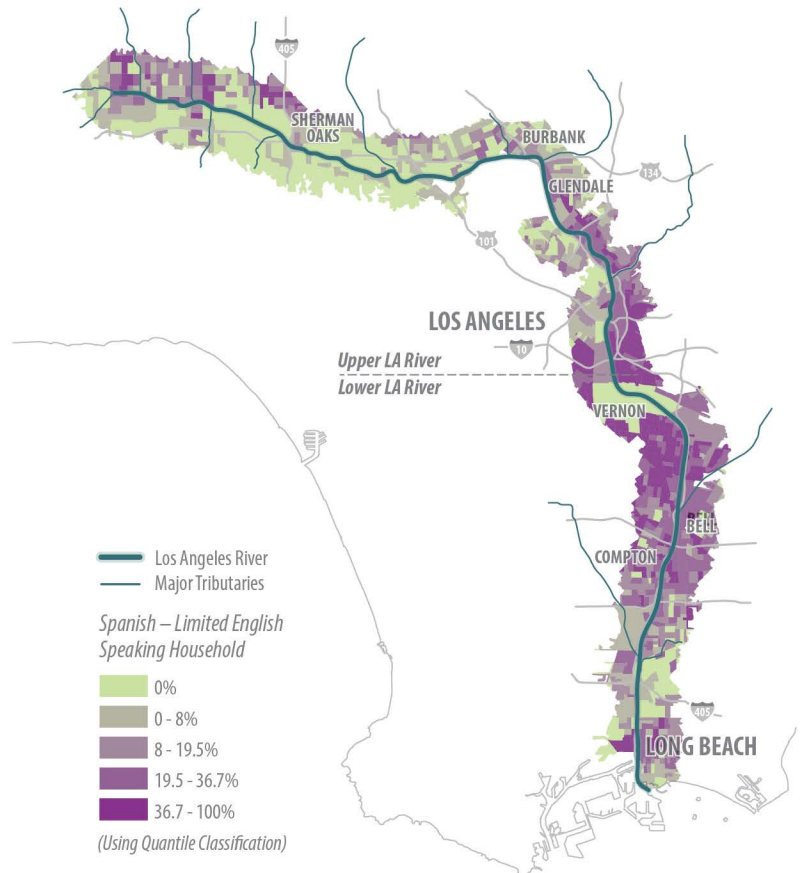 405
SHERMAN
OAKS
BURBANK
134
GLENDALE
101
LOS ANGELES
10
Upper LA River
Lower LA River
VERNON
BELL
COMPTON
Los Angeles River
Major Tributaries
Spanish – Limited English
Speaking Household
0%
0 - 8%
8 - 19.5%
19.5 - 36.7%
36.7 - 100%
(Using Quantile Classification)
405
LONG BEACH